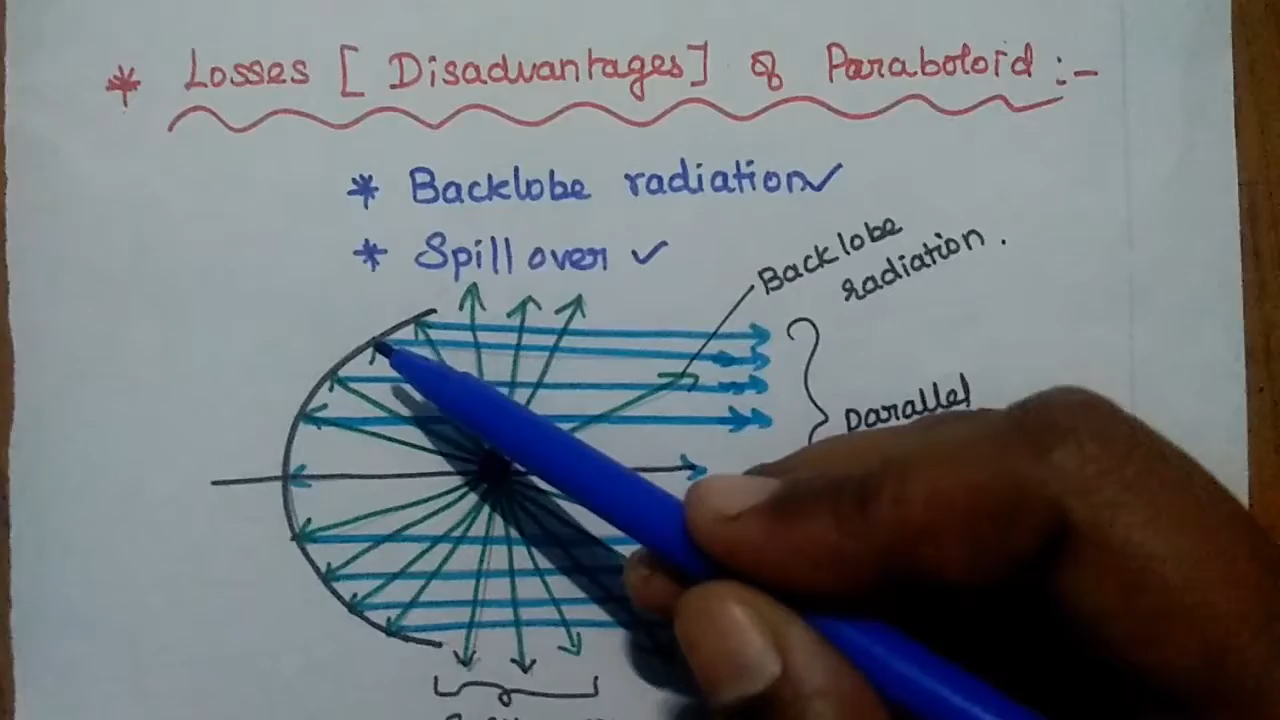 * Losses [ Disadvantages ] of Paraboloid :-
* Backlobe radiation ✓
* Spill over ✓
Backlobe
radiation.
Parallel